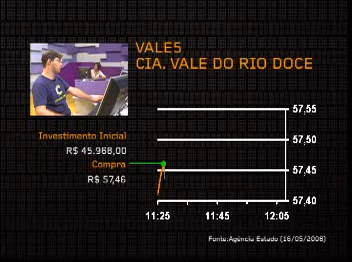 VALE5
CIA. VALE DO RIO DOCE
57,55
Investimento Inicial
57,50
R$ 45.968,00
Compra
57,45
R$ 57,46
57,40
11:25 11:45 12:05
Fonte:Agência Estado (16/05/2008)